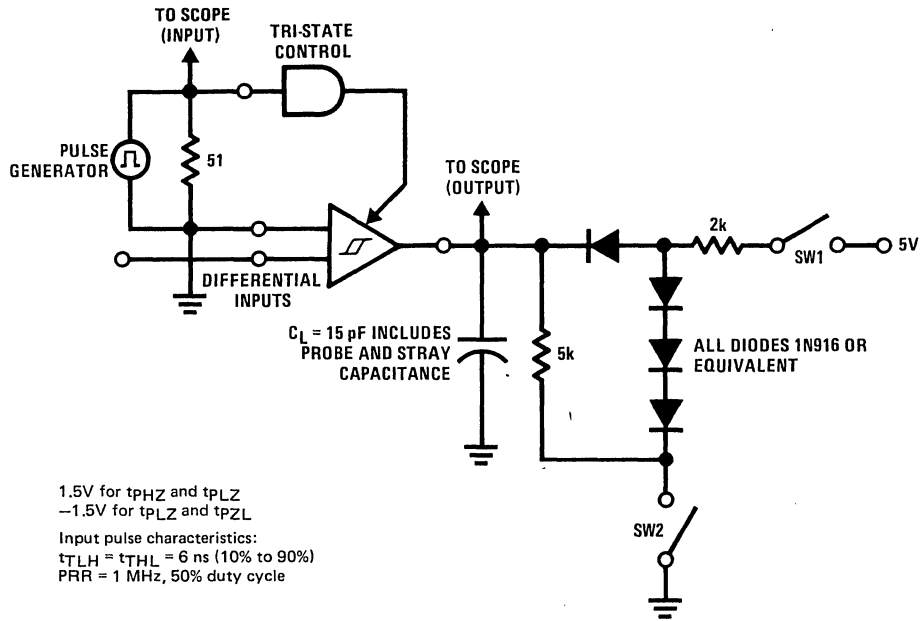 TO SCOPE
(INPUT)
TRI-STATE
CONTROL
PULSE
GENERATOR
51
TO SCOPE
(OUTPUT)
2k
SW1
5V
DIFFERENTIAL
INPUTS
CL = 15 pF INCLUDES
PROBE AND STRAY
CAPACITANCE
5k
ALL DIODES 1N916 OR
EQUIVALENT
SW2
1.5V for tPHZ and tPLZ
–1.5V for tPLZ and tPZL
Input pulse characteristics:
tTLH = tTHL = 6 ns (10% to 90%)
PRR = 1 MHz, 50% duty cycle